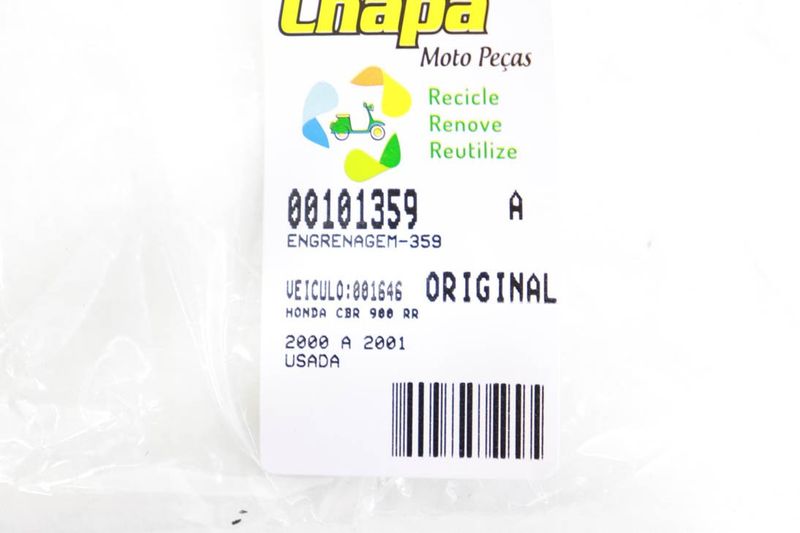 Chapa
Moto Peças
Recicle
Renove
Reutilize
00101359 A
ENGRENAGEM-359
VEICULO:001646 ORIGINAL
HONDA CBR 900 RR
2000 A 2001
USADA